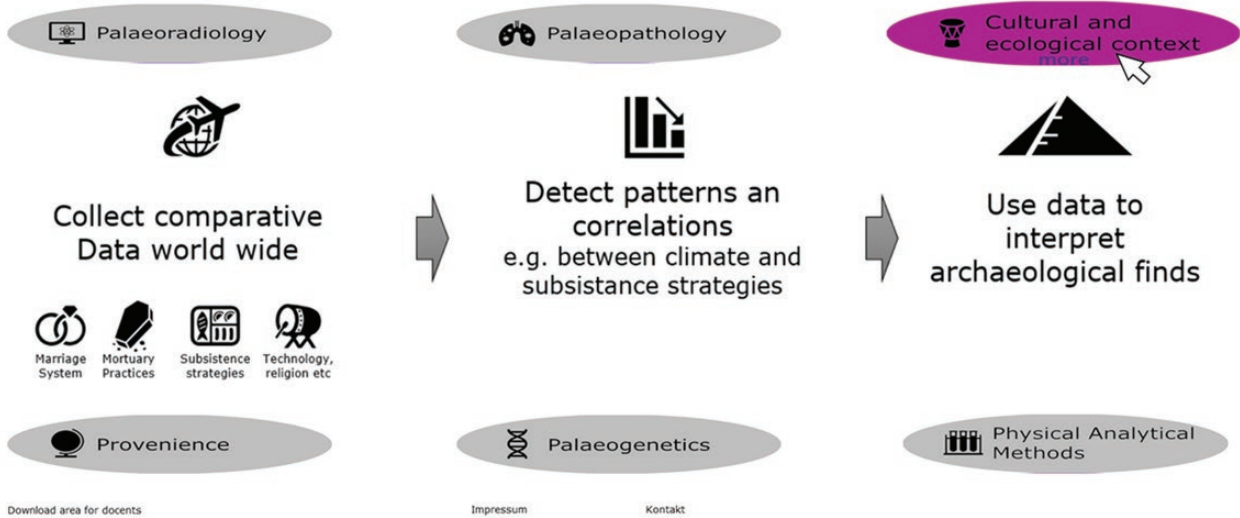 Palaeoradiology
Palaeopathology
Cultural and
ecological context
more
Collect comparative
Data world wide
Detect patterns an
correlations
e.g. between climate and
subsistance strategies
Use data to
interpret
archaeological finds
Marriage
System
Mortuary
Practices
Subsistence
strategies
Technology,
religion etc
Provenience
Palaeogenetics
Physical Analytical
Methods
Download area for docents
Impressum
Kontakt